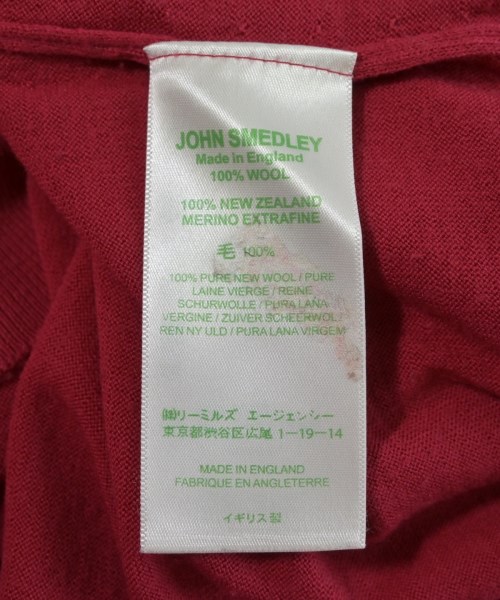 JOHN SMEDLEY
Made in England
100% WOOL
100% NEW ZEALAND
MERINO EXTRAFINE
毛 100%
100% PURE NEW WOOL / PURE
LAINE VIERGE / REINE
SCHURWOLLE / PURA LANA
VERGINE / ZUIVER SCHEERWOL /
REN NY ULD / PURA LANA VIRGEM
㈱リーミルズ エージェンシー
東京都渋谷区広尾 1-19-14
MADE IN ENGLAND
FABRIQUE EN ANGLETERRE
イギリス製